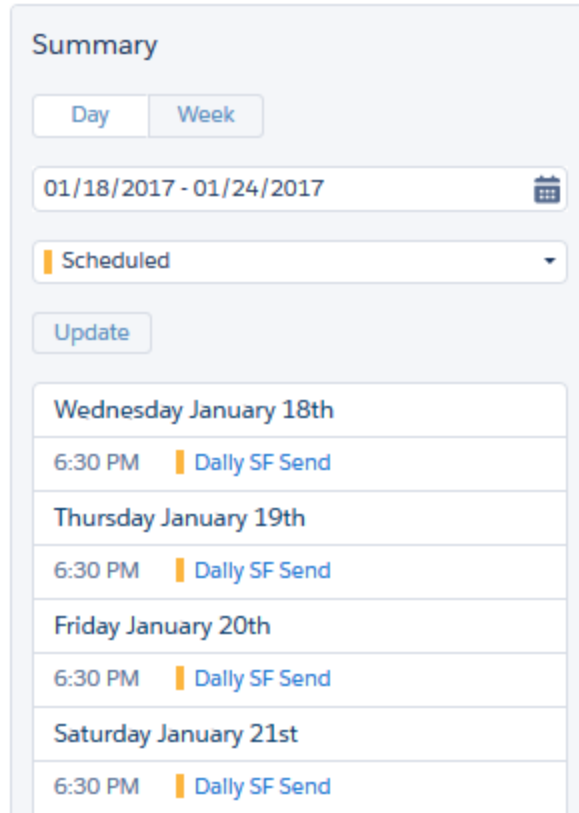 Summary
Day Week
01/18/2017 - 01/24/2017
Scheduled
Update
Wednesday January 18th
6:30 PM Dally SF Send
Thursday January 19th
6:30 PM Dally SF Send
Friday January 20th
6:30 PM Dally SF Send
Saturday January 21st
6:30 PM Dally SF Send